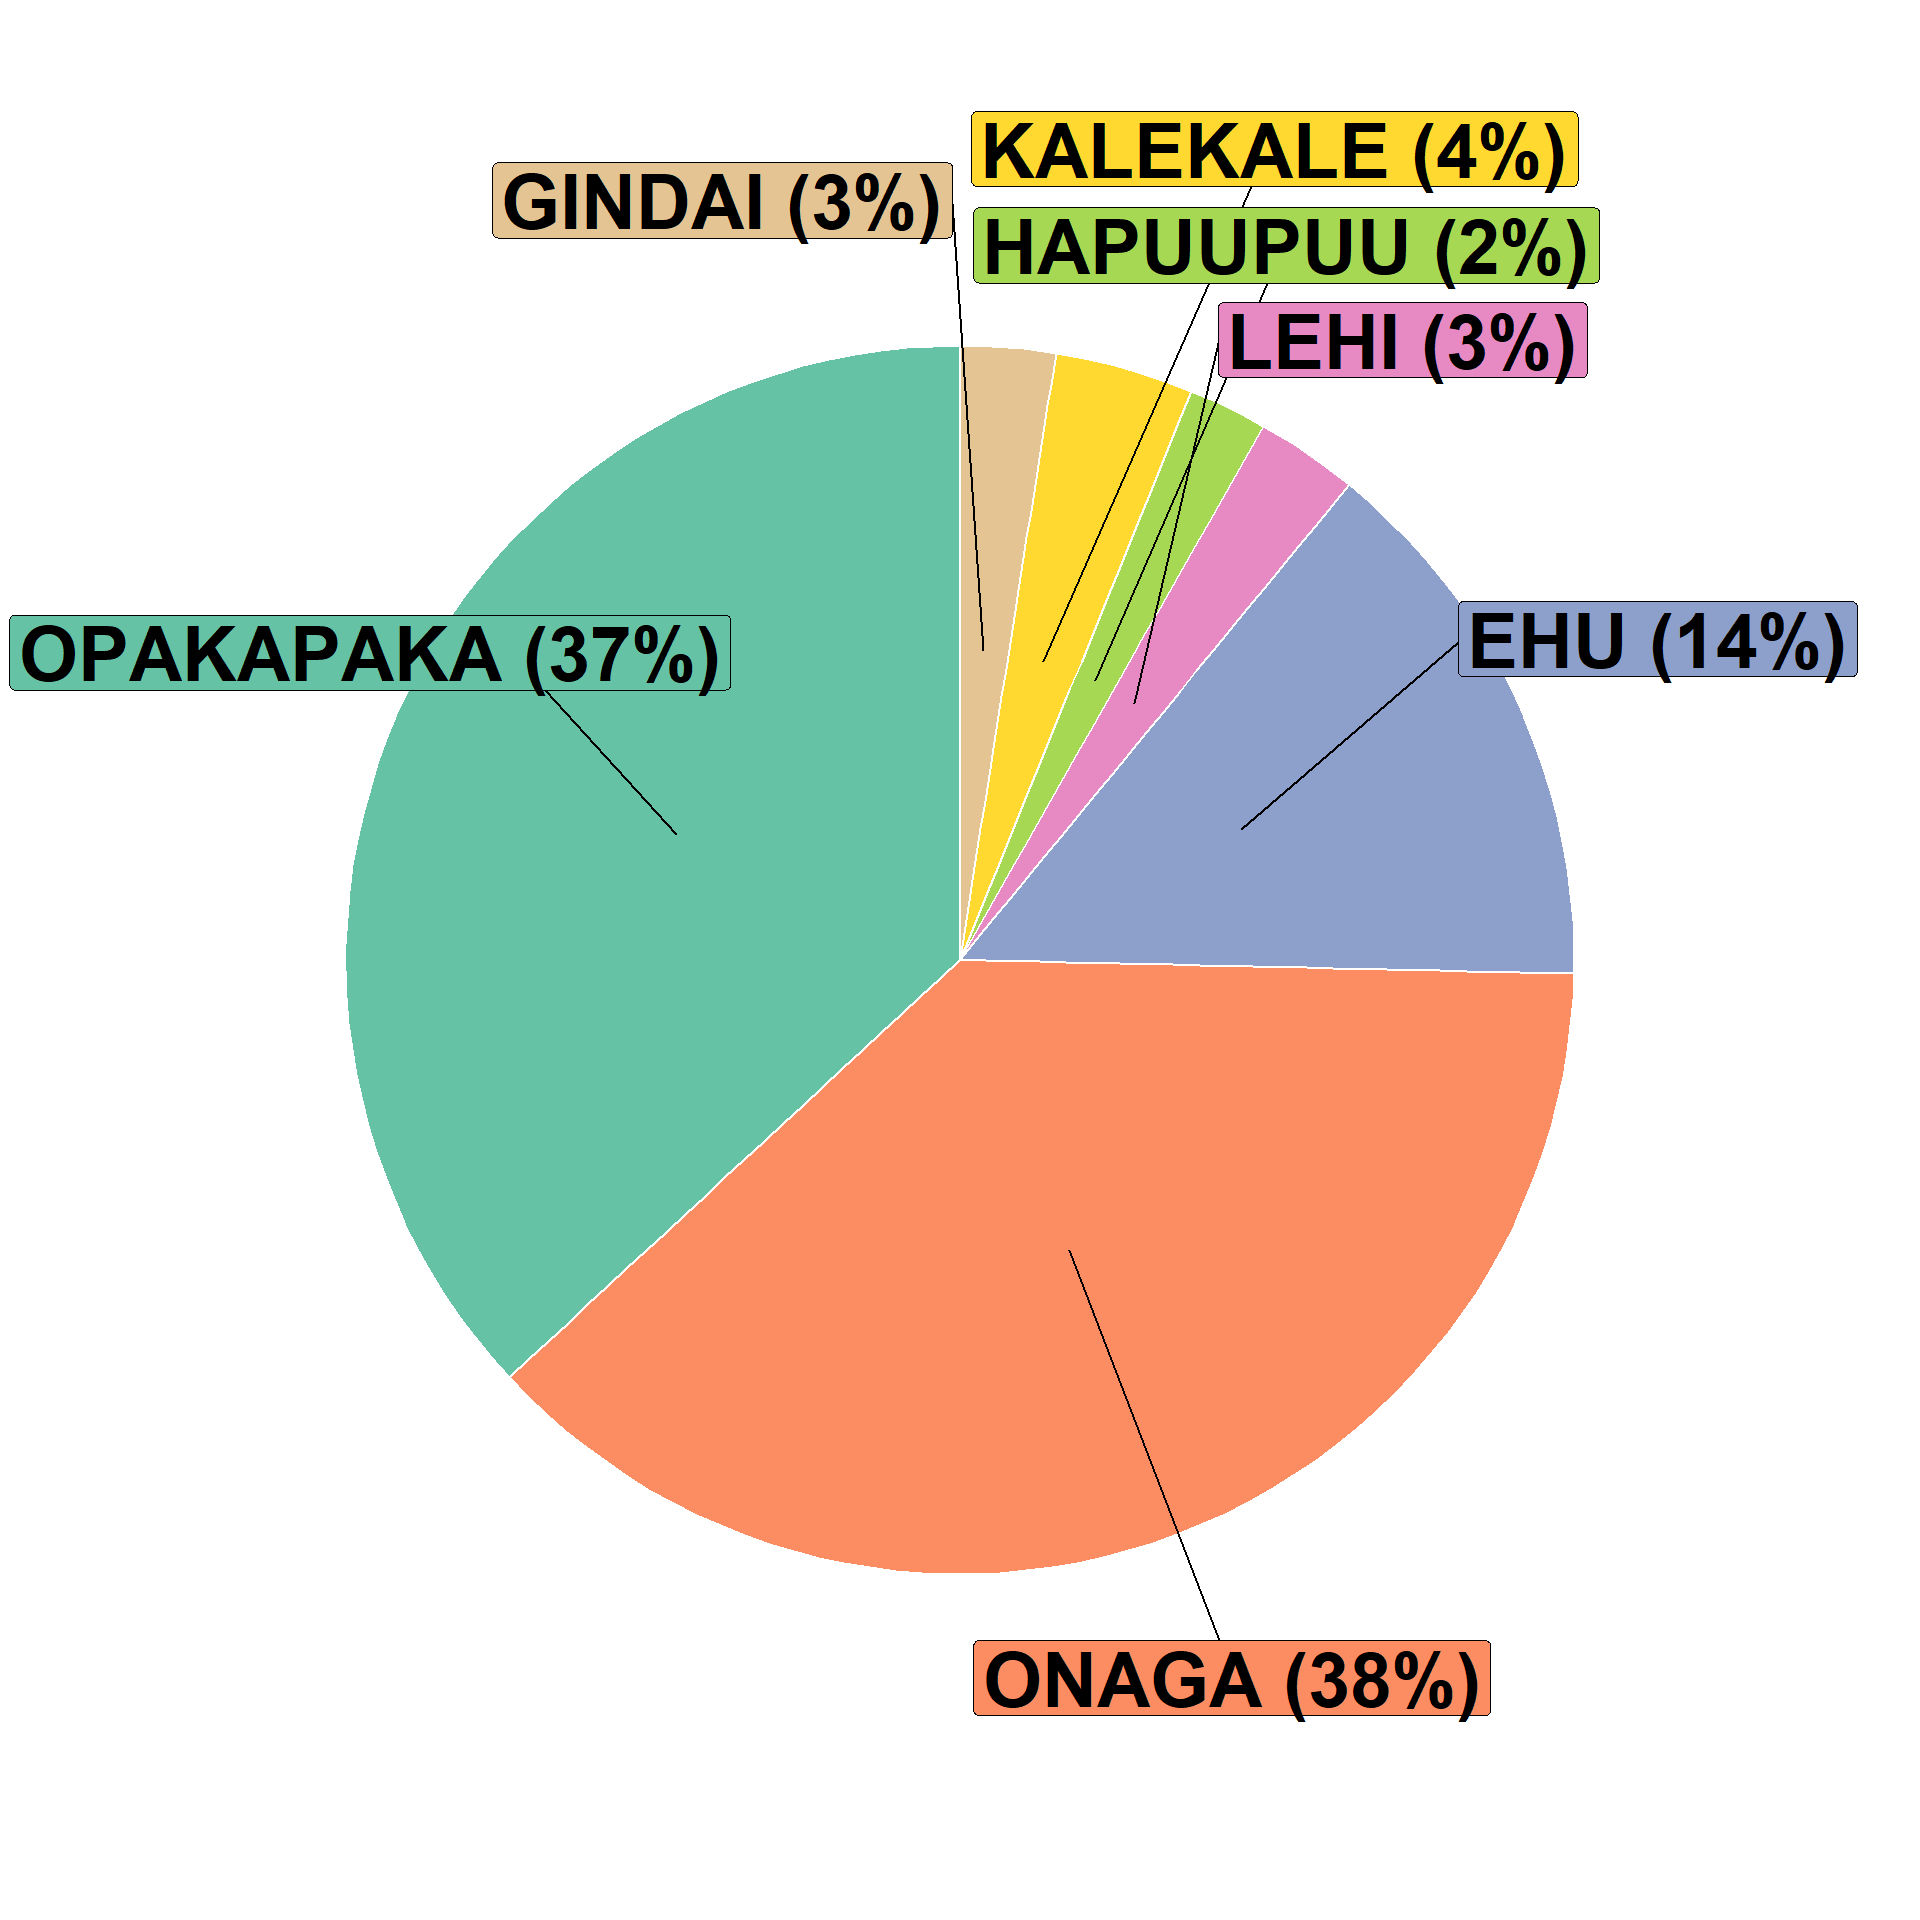 KALEKALE (4%)
GINDAI (3%)
HAPUUPUU (2%)
LEHI (3%)
EHU (14%)
OPAKAPAKA (37%)
ONAGA (38%)